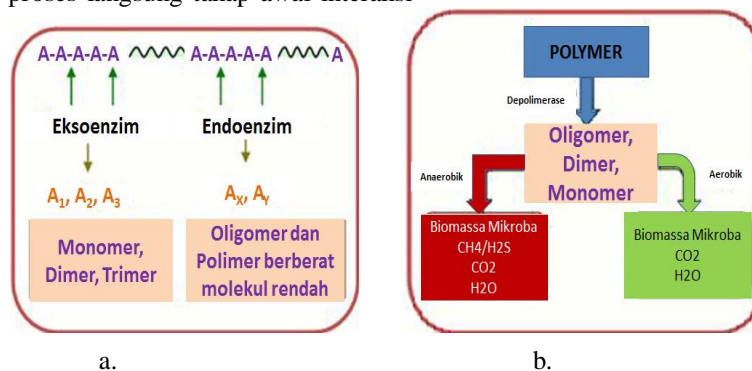 proses langsung tahap awal interaksi
A-A-A-A-A A-A-A-A-A A
Eksoenzim Endoenzim
A1, A2, A3 AX, AY
Monomer,
Dimer, Trimer
Oligomer dan
Polimer berberat
molekul rendah
POLYMER
Depolimerase
Oligomer,
Dimer,
Monomer
Anaerobik
Aerobik
Biomassa Mikroba
CH4/H2S
CO2
H2O
Biomassa Mikroba
CO2
H2O
a. b.